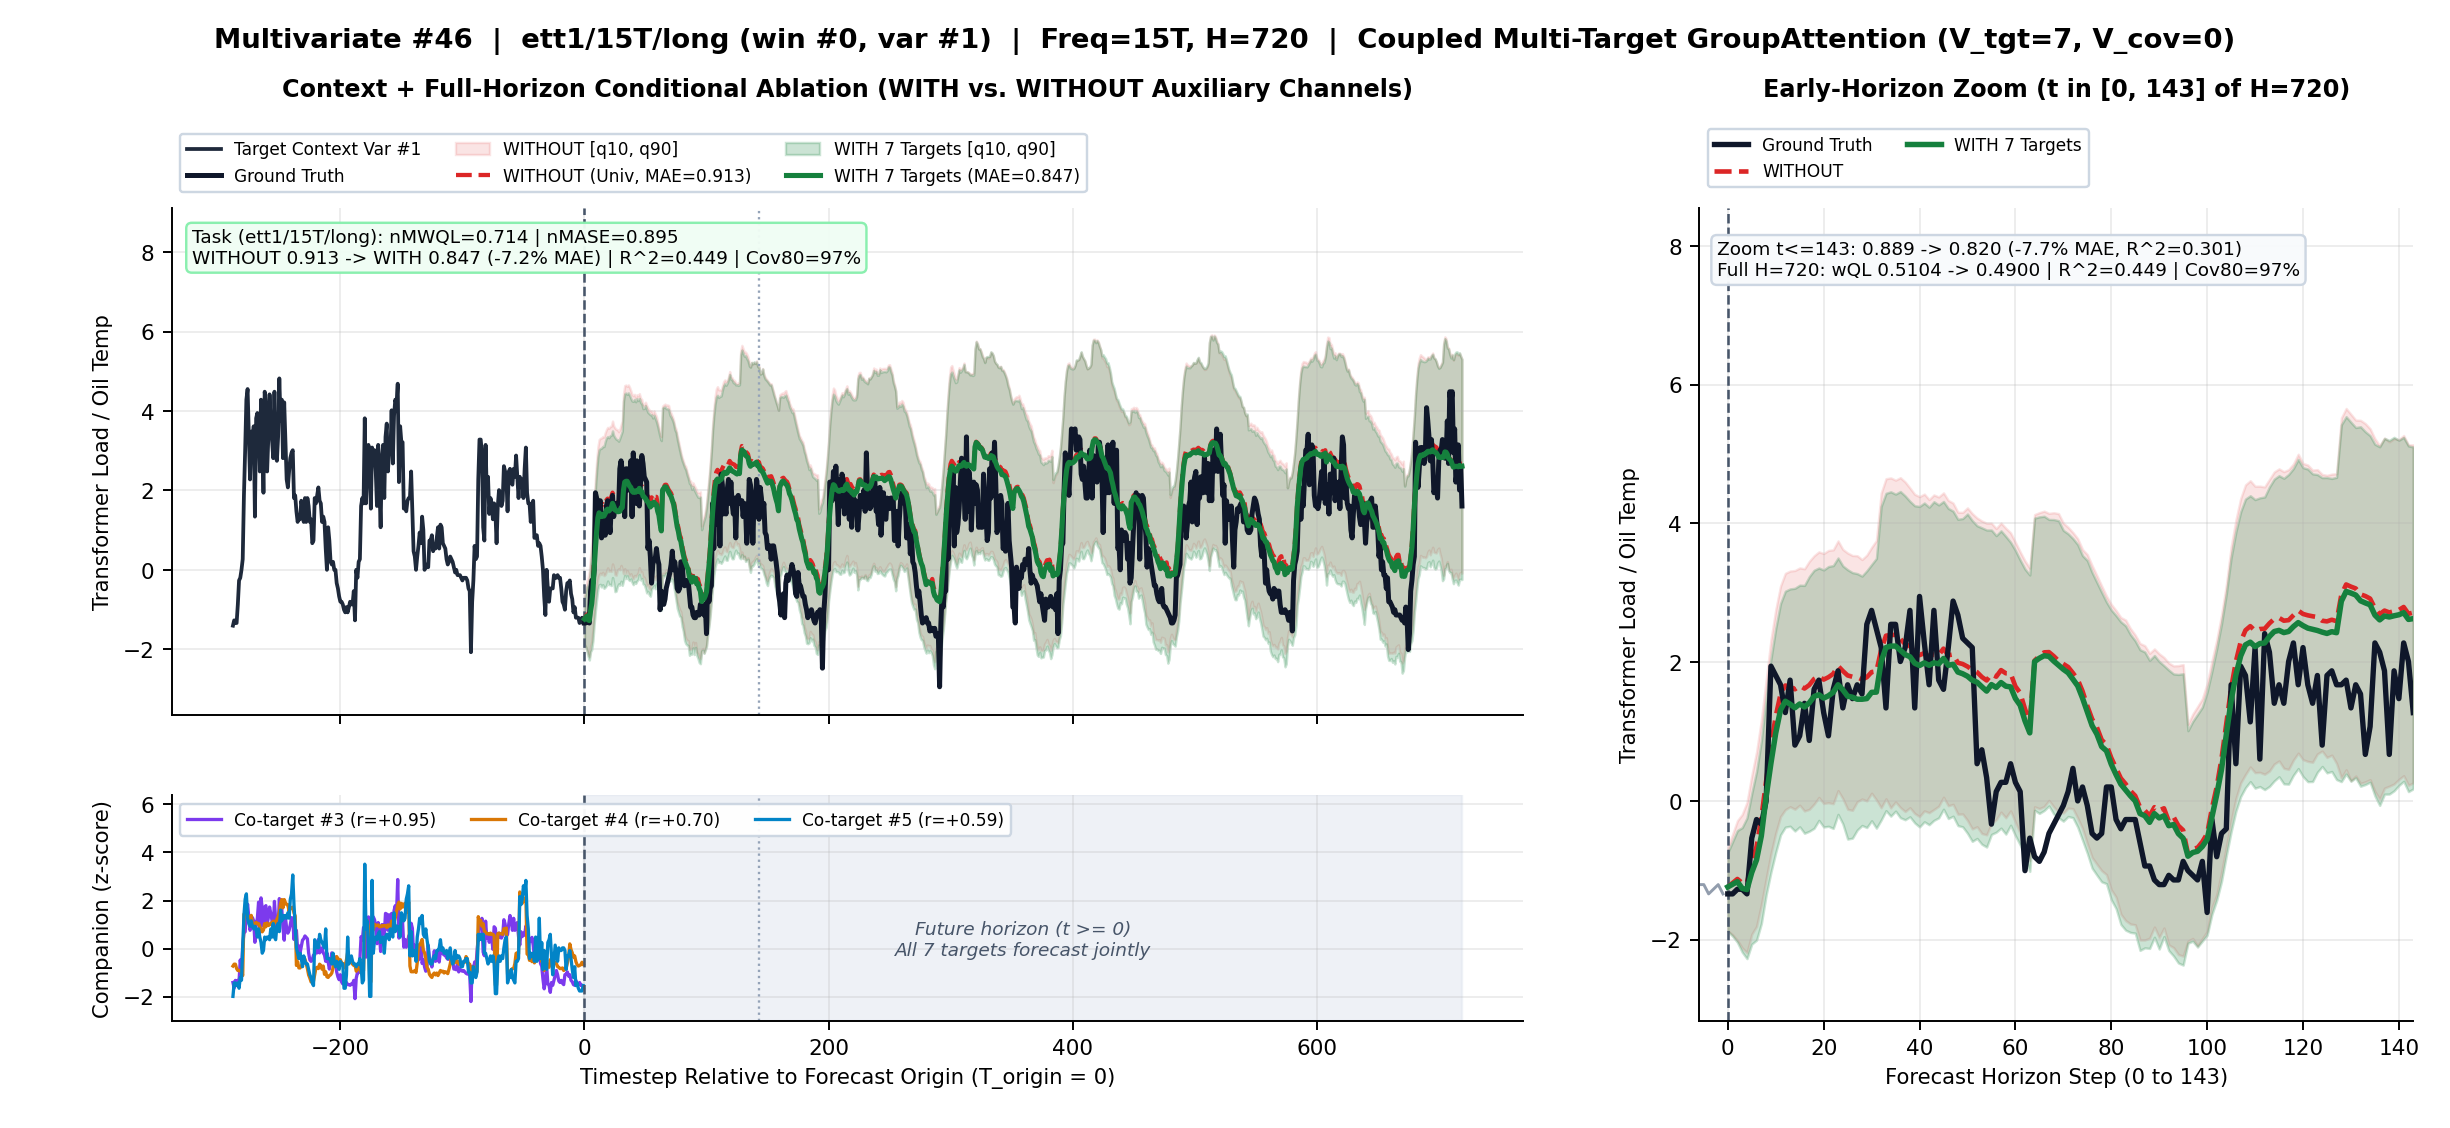 Multivariate #46 | ett1/15T/long (win #0, var #1) | Freq=15T, H=720 | Coupled Multi-Target GroupAttention (V_tgt=7, V_cov=0)
Context + Full-Horizon Conditional Ablation (WITH vs. WITHOUT Auxiliary Channels)
Target Context Var #1
Ground Truth
WITHOUT [q10, q90]
WITHOUT (Univ, MAE=0.913)
WITH 7 Targets [q10, q90]
WITH 7 Targets (MAE=0.847)
Task (ett1/15T/long): nMWQL=0.714 | nMASE=0.895
WITHOUT 0.913 -> WITH 0.847 (-7.2% MAE) | R^2=0.449 | Cov80=97%
Transformer Load / Oil Temp
8
6
4
2
0
−2
Co-target #3 (r=+0.95)
Co-target #4 (r=+0.70)
Co-target #5 (r=+0.59)
Future horizon (t >= 0)
All 7 targets forecast jointly
Companion (z-score)
6
4
2
0
−2
−200
0
200
400
600
Timestep Relative to Forecast Origin (T_origin = 0)
Early-Horizon Zoom (t in [0, 143] of H=720)
Ground Truth
WITHOUT
WITH 7 Targets
Zoom t<=143: 0.889 -> 0.820 (-7.7% MAE, R^2=0.301)
Full H=720: wQL 0.5104 -> 0.4900 | R^2=0.449 | Cov80=97%
Transformer Load / Oil Temp
8
6
4
2
0
−2
0
20
40
60
80
100
120
140
Forecast Horizon Step (0 to 143)